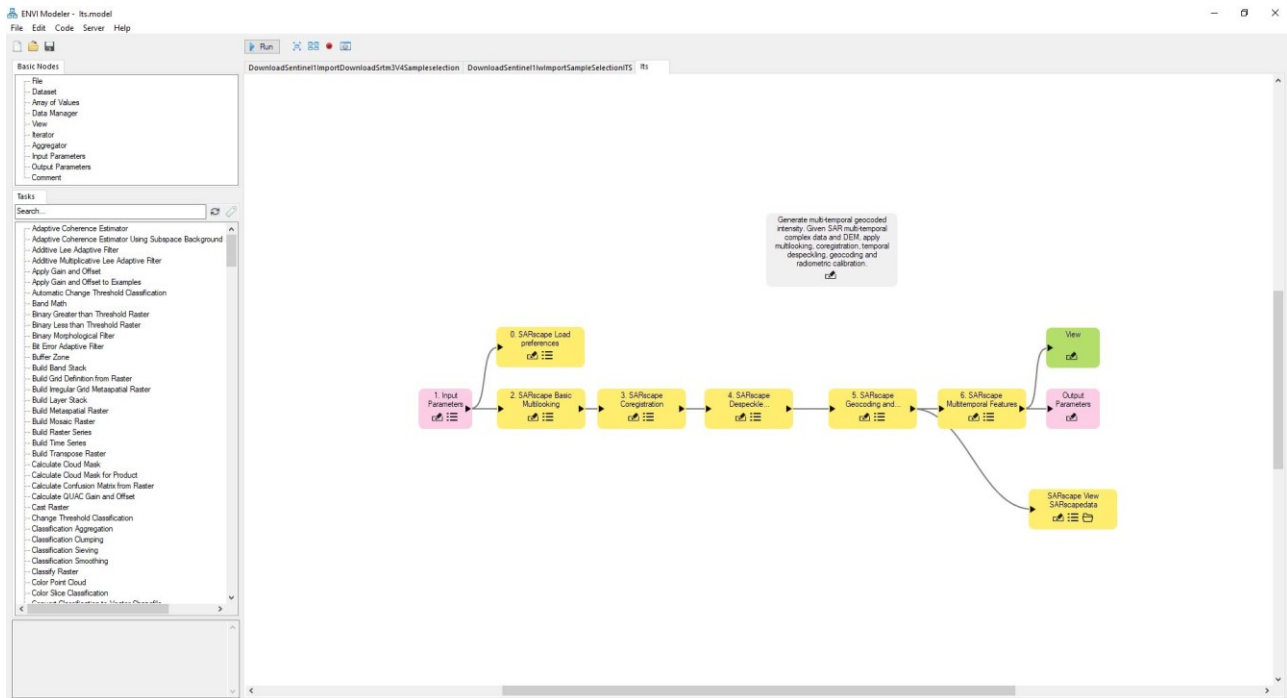 ENVI Modeler - Its.model
File Edit Code Server Help
Run
Basic Nodes
DownloadSentinel1ImportDownloadSrtm3V4Sampleselection DownloadSentinel1IwImportSampleSelectionITS Its
File
Dataset
Array of Values
Data Manager
View
Iterator
Aggregator
Input Parameters
Output Parameters
Comment
Tasks
Search...
Adaptive Coherence Estimator
Adaptive Coherence Estimator Using Subspace Background
Additive Lee Adaptive Filter
Additive Multiplicative Lee Adaptive Filter
Apply Gain and Offset
Apply Gain and Offset to Examples
Automatic Change Threshold Classification
Band Math
Binary Greater than Threshold Raster
Binary Less than Threshold Raster
Binary Morphological Filter
Bit Error Adaptive Filter
Buffer Zone
Build Band Stack
Build Grid Definition from Raster
Build Irregular Grid Metaspatial Raster
Build Layer Stack
Build Metaspatial Raster
Build Mosaic Raster
Build Raster Series
Build Time Series
Build Transpose Raster
Calculate Cloud Mask
Calculate Cloud Mask for Product
Calculate Confusion Matrix from Raster
Calculate QUAC Gain and Offset
Cast Raster
Change Threshold Classification
Classification Aggregation
Classification Clumping
Classification Sieving
Classification Smoothing
Classify Raster
Color Point Cloud
Color Slice Classification
Generate multi-temporal geocoded
intensity. Given SAR multi-temporal
complex data and DEM, apply
multilooking, coregistration, temporal
despeckling, geocoding and
radiometric calibration.
0. SARscape Load
preferences
1. Input
Parameters
2. SARscape Basic
Multilooking
3. SARscape
Coregistration
4. SARscape
Despeckle...
5. SARscape
Geocoding and...
6. SARscape
Multitemporal Features
View
Output
Parameters
SARscape View
SARscapedata